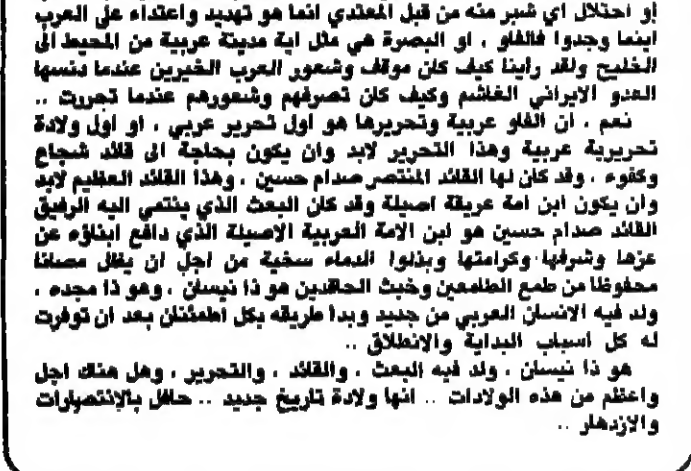 او احتلال اي شبر منه من قبل المعتدي انما هو تهديد واعتداء على العرب
اينما وجدوا فالفاو ، او البصرة هي مثل اية مدينة عربية من المحيط الى
الخليج ولقد راينا كيف كان موقف وشعور العرب الخيرين عندما دنسها
العدو الايراني الغاشم وكيف كان تصرفهم وشعورهم عندما تحررت ..
نعم ، ان الفاو عربية وتحريرها هو اول تحرير عربي ، او اول ولادة
تحريرية عربية وهذا التحرير لابد وان يكون بحاجة الى قائد شجاع
وكفوء ، وقد كان لها القائد المنتصر صدام حسين ، وهذا القائد العظيم لابد
وان يكون ابن امة عريقة اصيلة وقد كان البعث الذي ينتمي اليه الرفيق
القائد صدام حسين هو ابن الامة العربية الاصيلة الذي دافع ابناؤه عن
عزها وشرفها وكرامتها وبذلوا الدماء سخية من اجل ان يظل مصانا
محفوظا من طمع الطامعين وخبث الحاقدين هو ذا نيسان ، وهو ذا مجده ،
ولد فيه الانسان العربي من جديد وبدا طريقه بكل اطمئنان بعد ان توفرت
له كل اسباب البداية والانطلاق ..
هو ذا نيسان ، ولد فيه البعث ، والقائد ، والتحرير ، وهل هناك اجل
واعظم من هذه الولادات .. انها ولادة تاريخ جديد .. حافل بالانتصارات
والازدهار ..